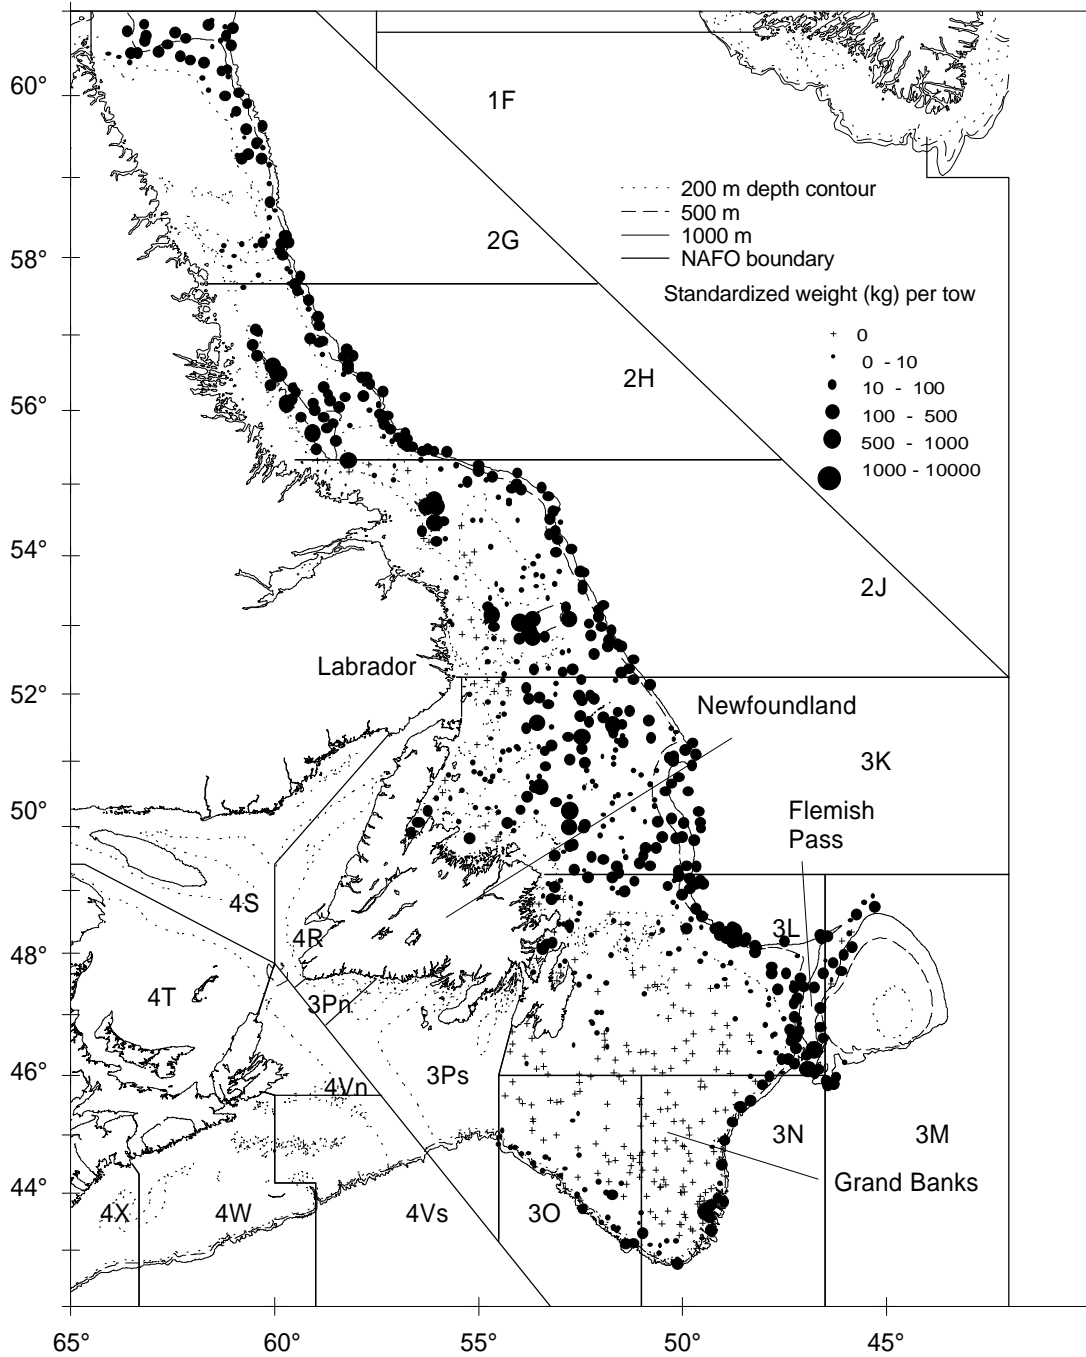 60°
1F
200 m depth contour
500 m
1000 m
NAFO boundary
58°
2G
Standardized weight (kg) per tow
+ 0
0 - 10
10 - 100
100 - 500
500 - 1000
1000 - 10000
2H
56°
54°
2J
Labrador
52°
Newfoundland
3K
50°
Flemish
Pass
4S
4R
3L
48°
4T
3Pn
46°
4Vn
3Ps
3N
3M
44°
Grand Banks
4X
4W
4Vs
3O
65°
60°
55°
50°
45°